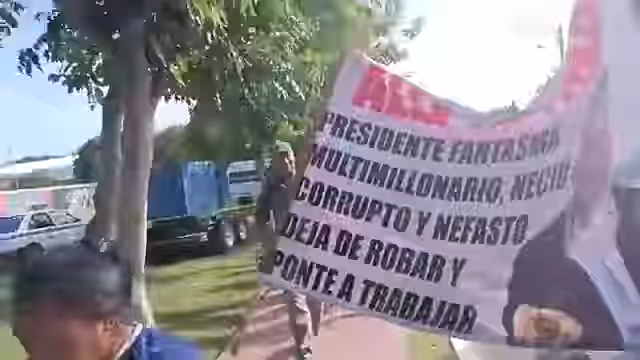 PRESIDENTE FANTASMA
MULTIMILLONARIO, NECIO
CORRUPTO Y NEFASTO
DEJA DE ROBAR Y
PONTE A TRABAJAR